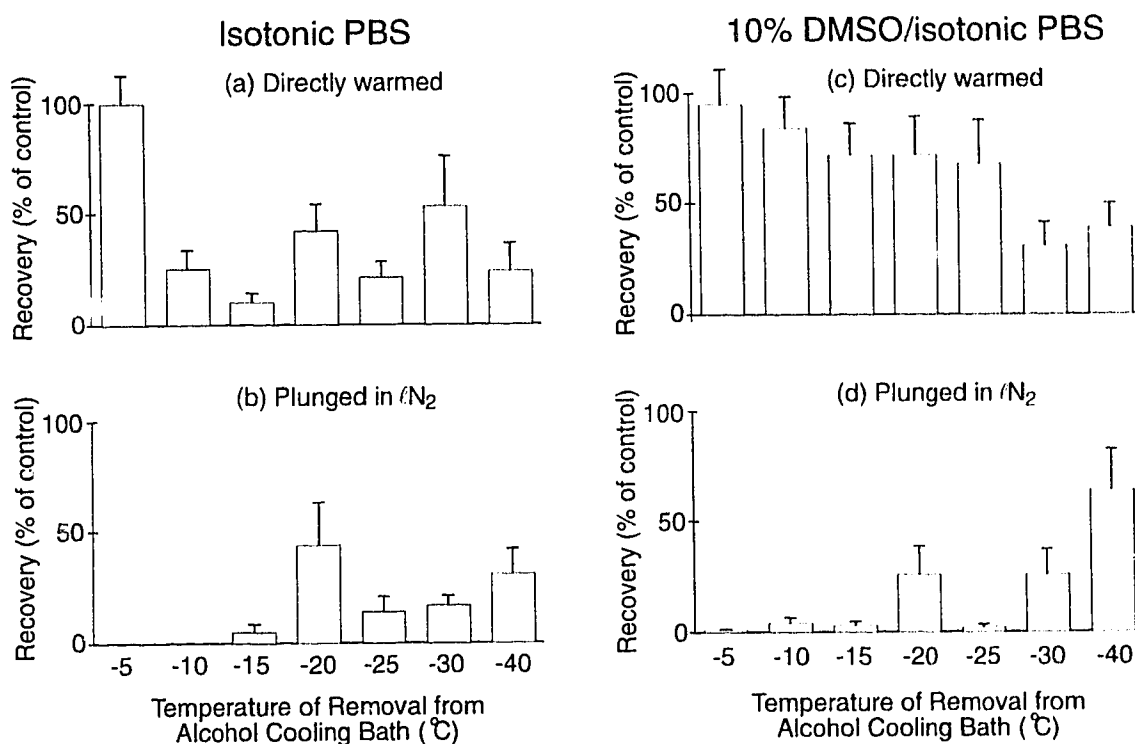 Isotonic PBS
10% DMSO/isotonic PBS
(a) Directly warmed
Recovery (% of control)
100
50
0
(c) Directly warmed
Recovery (% of control)
100
50
0
(b) Plunged in ℓN₂
Recovery (% of control)
100
50
0
-5 -10 -15 -20 -25 -30 -40
Temperature of Removal from
Alcohol Cooling Bath (°C)
(d) Plunged in ℓN₂
Recovery (% of control)
100
50
0
-5 -10 -15 -20 -25 -30 -40
Temperature of Removal from
Alcohol Cooling Bath (°C)